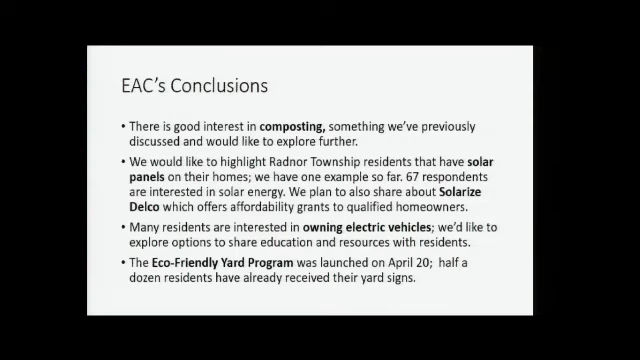 EAC's Conclusions
• There is good interest in composting, something we've previously
discussed and would like to explore further.
• We would like to highlight Radnor Township residents that have solar
panels on their homes; we have one example so far. 67 respondents
are interested in solar energy. We plan to also share about Solarize
Delco which offers affordability grants to qualified homeowners.
• Many residents are interested in owning electric vehicles; we'd like to
explore options to share education and resources with residents.
• The Eco-Friendly Yard Program was launched on April 20; half a
dozen residents have already received their yard signs.